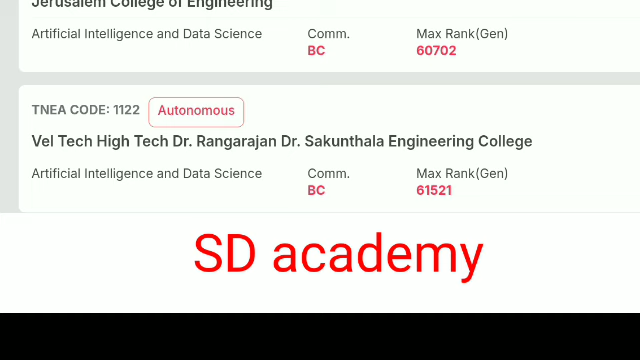 Jerusalem College of Engineering
Artificial Intelligence and Data Science Comm. Max Rank(Gen)
BC 60702
TNEA CODE: 1122 Autonomous
Vel Tech High Tech Dr. Rangarajan Dr. Sakunthala Engineering College
Artificial Intelligence and Data Science Comm. Max Rank(Gen)
BC 61521
SD academy